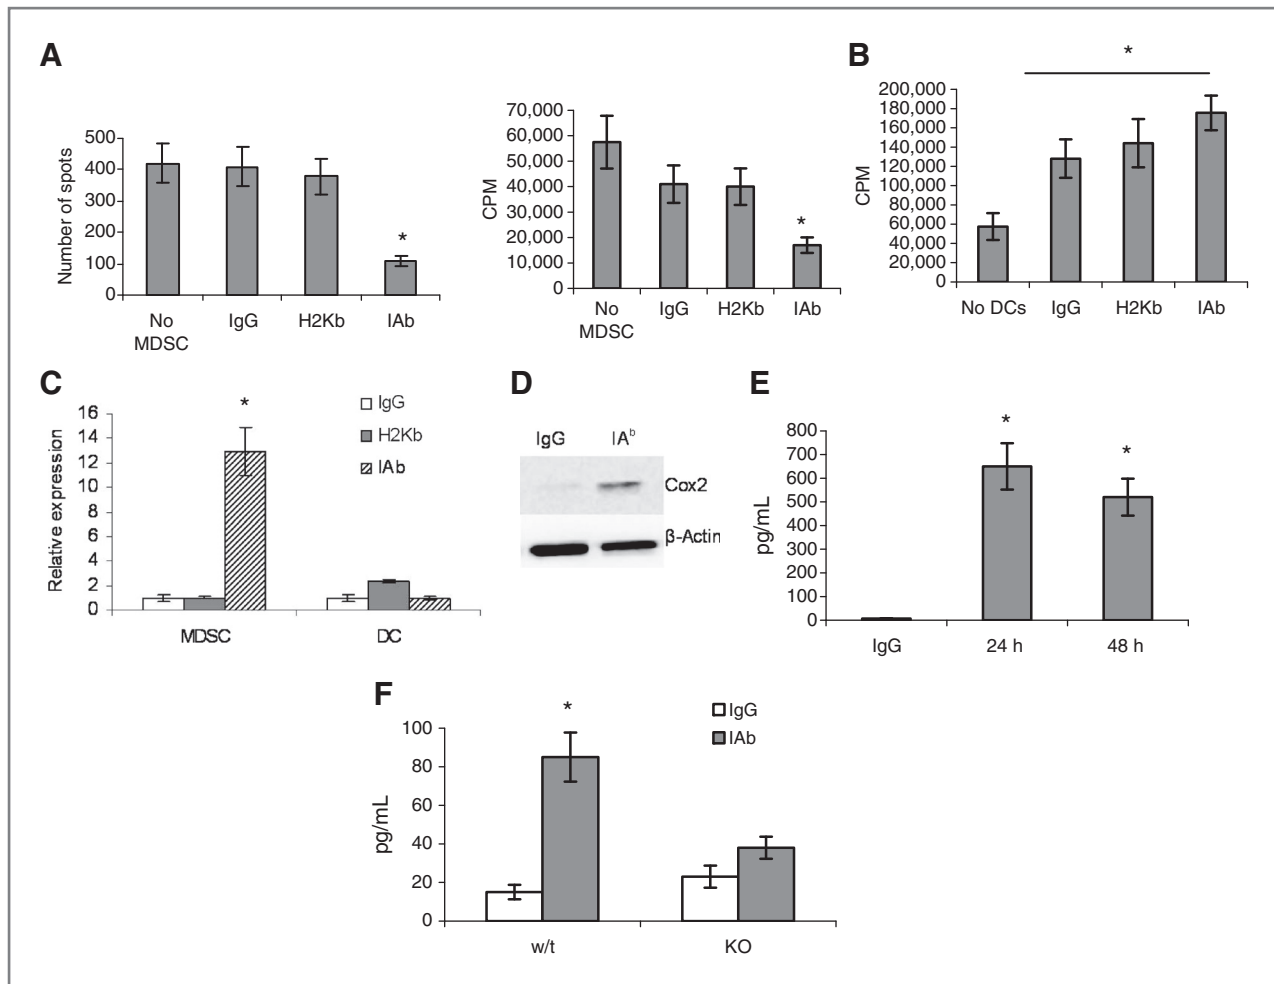 A
Number of spots
500
400
300
200
100
0
*
No
MDSC
IgG
H2Kb
IAb
CPM
70,000
60,000
50,000
40,000
30,000
20,000
10,000
0
*
No
MDSC
IgG
H2Kb
IAb
B
*
CPM
200,000
180,000
160,000
140,000
120,000
100,000
80,000
60,000
40,000
20,000
0
No DCs
IgG
H2Kb
IAb
C
Relative expression
16
14
12
10
8
6
4
2
0
*
IgG
H2Kb
IAb
MDSC
DC
D
IgG
IAᵇ
Cox2
β-Actin
E
pg/mL
800
700
600
500
400
300
200
100
0
*
*
IgG
24 h
48 h
F
pg/mL
100
80
60
40
20
0
*
IgG
IAb
w/t
KO